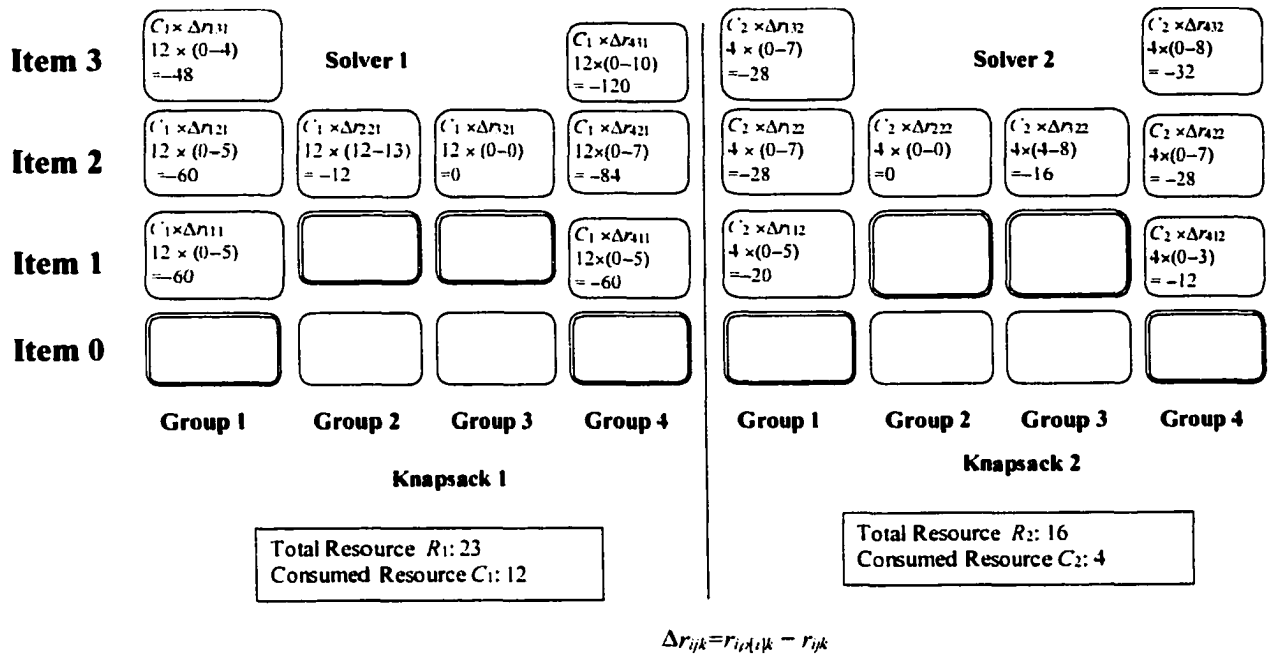 Item 3
C₁ × Δr₁₃₁
12 × (0–4)
=–48
Solver 1
C₁ × Δr₄₃₁
12×(0–10)
= –120
C₂ × Δr₁₃₂
4 × (0–7)
=–28
Solver 2
C₂ × Δr₄₃₂
4×(0–8)
= –32
Item 2
C₁ × Δr₁₂₁
12 × (0–5)
=–60
C₁ × Δr₂₂₁
12 × (12–13)
= –12
C₁ × Δr₃₂₁
12 × (0–0)
=0
C₁ × Δr₄₂₁
12×(0–7)
= –84
C₂ × Δr₁₂₂
4 × (0–7)
=–28
C₂ × Δr₂₂₂
4 × (0–0)
=0
C₂ × Δr₃₂₂
4×(4–8)
=–16
C₂ × Δr₄₂₂
4×(0–7)
= –28
Item 1
C₁×Δr₁₁₁
12 × (0–5)
=–60
C₁ × Δr₄₁₁
12×(0–5)
= –60
C₂ × Δr₁₁₂
4 × (0–5)
=–20
C₂ × Δr₄₁₂
4×(0–3)
= –12
Item 0
Group 1 Group 2 Group 3 Group 4 Group 1 Group 2 Group 3 Group 4
Knapsack 1
Knapsack 2
Total Resource R₁: 23
Consumed Resource C₁: 12
Total Resource R₂: 16
Consumed Resource C₂: 4
Δr_{ijk}=r_{iρ[i]k} – r_{ijk}